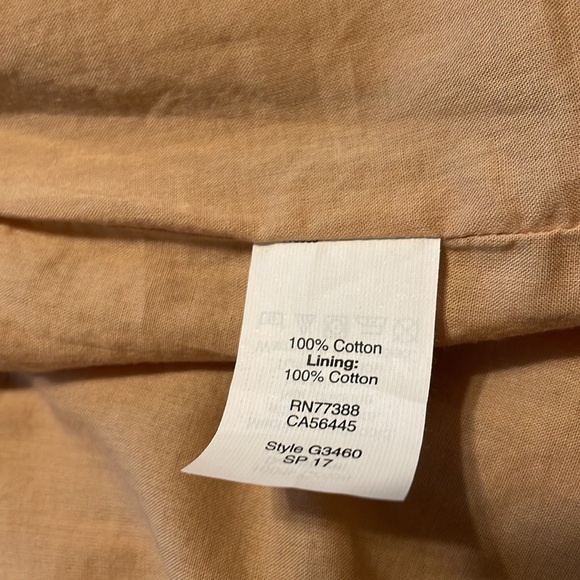 100% Cotton
Lining:
100% Cotton
RN77388
CA56445
Style G3460
SP 17